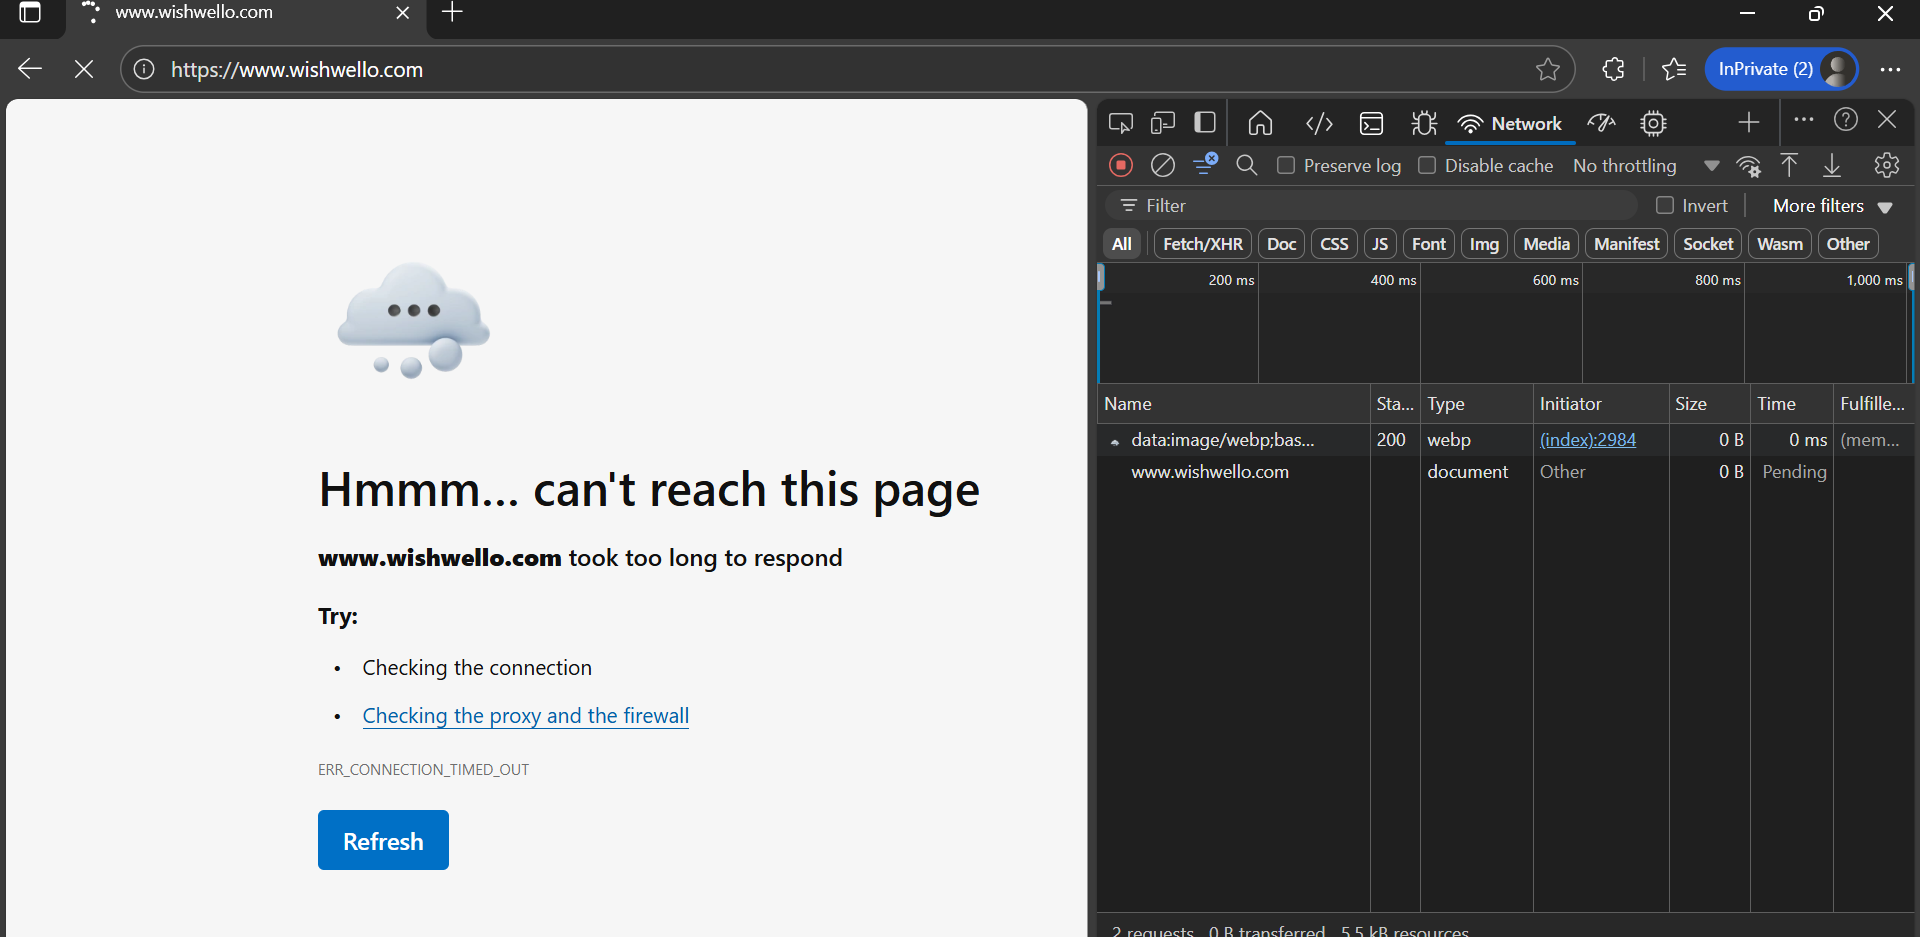 www.wishwello.com
https://www.wishwello.com
InPrivate (2)
Network
Preserve log
Disable cache
No throttling
Filter
Invert
More filters
All
Fetch/XHR
Doc
CSS
JS
Font
Img
Media
Manifest
Socket
Wasm
Other
200 ms
400 ms
600 ms
800 ms
1,000 ms
Name Sta... Type Initiator Size Time Fulfille...
data:image/webp;bas... 200 webp (index):2984 0 B 0 ms (mem...
www.wishwello.com document Other 0 B Pending
2 requests 0 B transferred 5.5 kB resources
Hmmm... can't reach this page
www.wishwello.com took too long to respond
Try:
• Checking the connection
• Checking the proxy and the firewall
ERR_CONNECTION_TIMED_OUT
Refresh